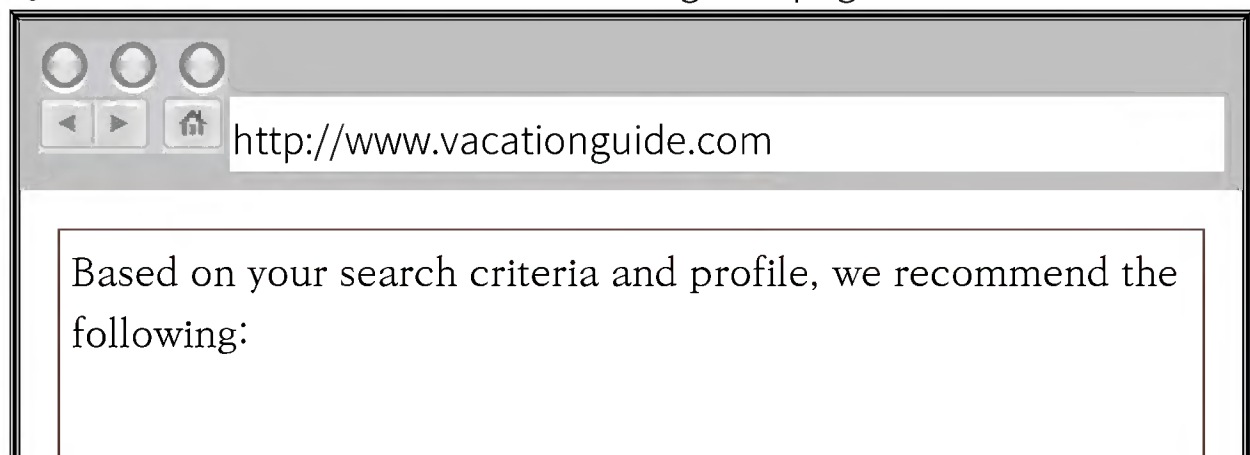 http://www.vacationguide.com
Based on your search criteria and profile, we recommend the
following: